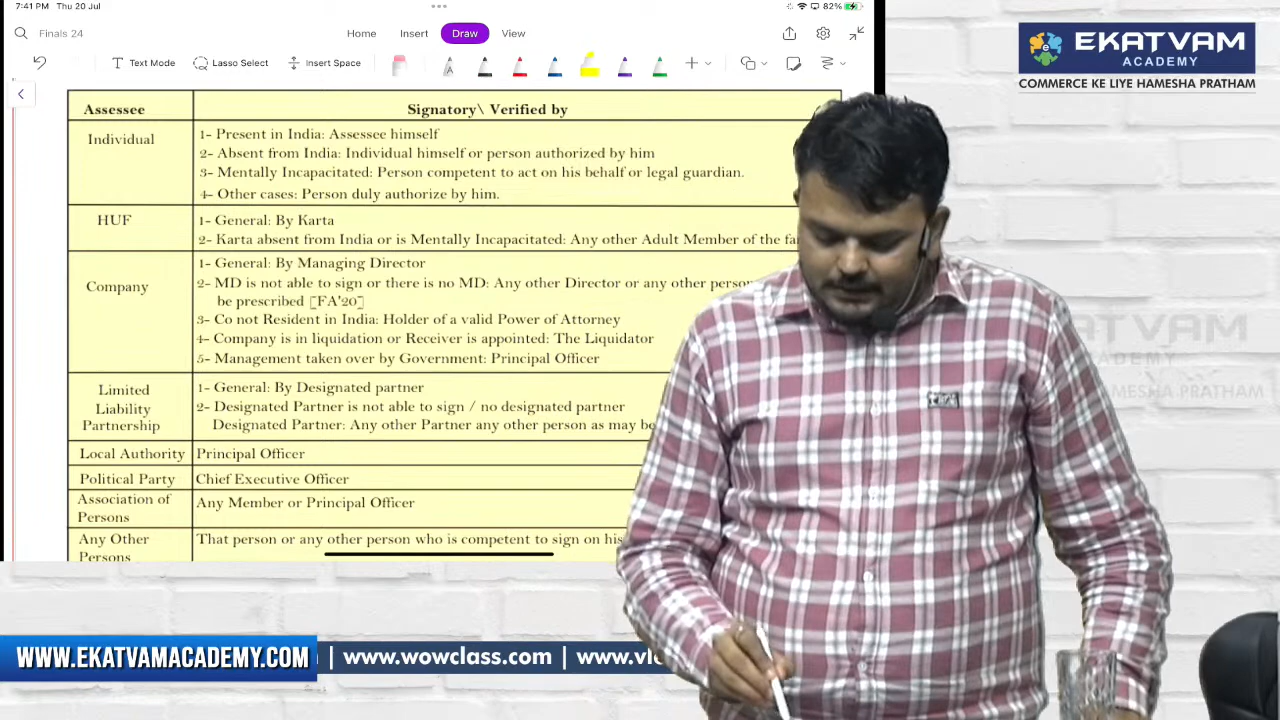 7:41 PM Thu 20 Jul
82%
Finals 24
Home Insert Draw View
Text Mode Lasso Select Insert Space
Assessee Signatory\ Verified by
Individual
1- Present in India: Assessee himself
2- Absent from India: Individual himself or person authorized by him
3- Mentally Incapacitated: Person competent to act on his behalf or legal guardian.
4- Other cases: Person duly authorize by him.
HUF
1- General: By Karta
2- Karta absent from India or is Mentally Incapacitated: Any other Adult Member of the
Company
1- General: By Managing Director
2- MD is not able to sign or there is no MD: Any other Director or any other
be prescribed [FA'20]
3- Co not Resident in India: Holder of a valid Power of Attorney
4- Company is in liquidation or Receiver is appointed: The Liquidator
5- Management taken over by Government: Principal Officer
Limited
Liability
Partnership
1- General: By Designated partner
2- Designated Partner is not able to sign / no designated partner
Designated Partner: Any other Partner any other person as may be
Local Authority Principal Officer
Political Party Chief Executive Officer
Association of
Persons
Any Member or Principal Officer
Any Other
Persons
That person or any other person who is competent to sign on his
EKATVAM
ACADEMY
COMMERCE KE LIYE HAMESHA PRATHAM
KATVAM
ACADEMY
HAMESHA PRATHAM
WWW.EKATVAMACADEMY.COM | www.wowclass.com |